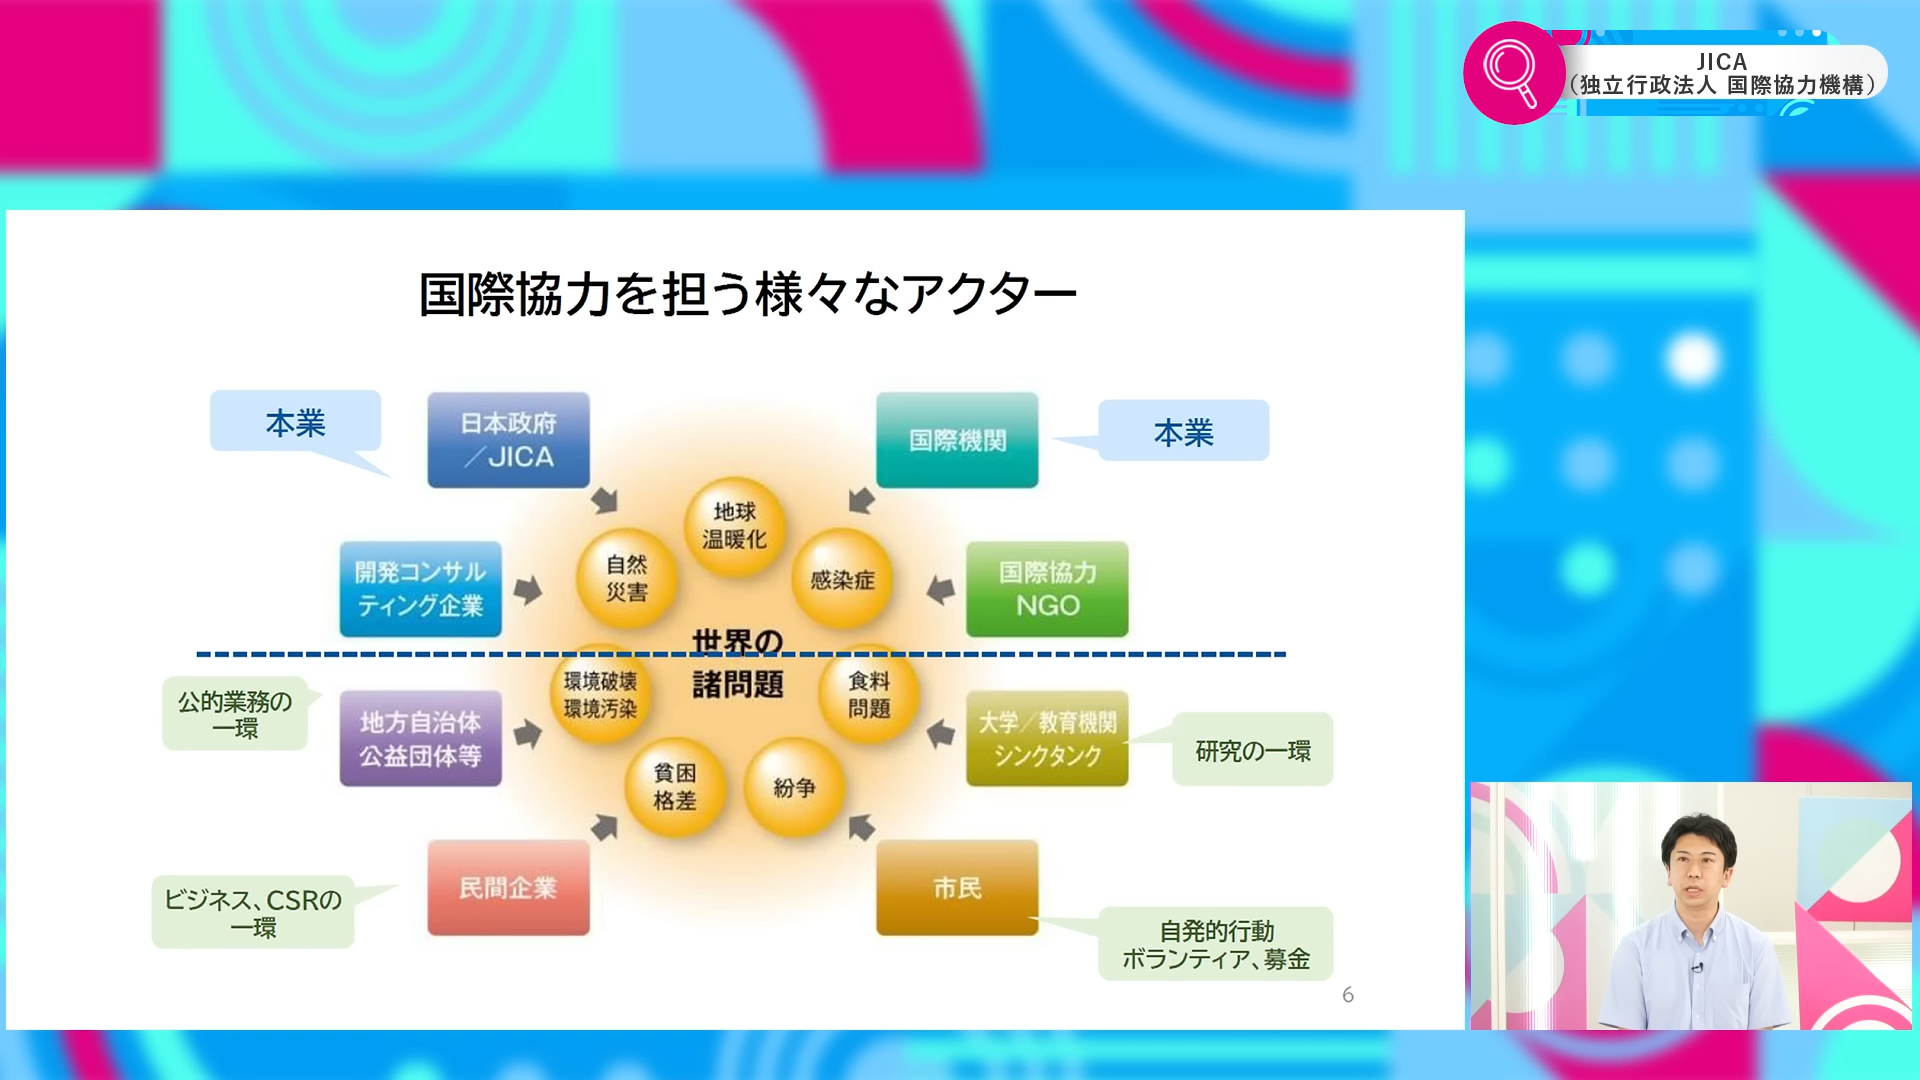 JICA
（独立行政法人 国際協力機構）
国際協力を担う様々なアクター
本業
日本政府
／JICA
国際機関
本業
地球
温暖化
自然
災害
感染症
開発コンサル
ティング企業
国際協力
NGO
世界の
諸問題
公的業務の
一環
地方自治体
公益団体等
環境破壊
環境汚染
食料
問題
大学／教育機関
シンクタンク
研究の一環
貧困
格差
紛争
ビジネス、CSRの
一環
民間企業
市民
自発的行動
ボランティア、募金
6